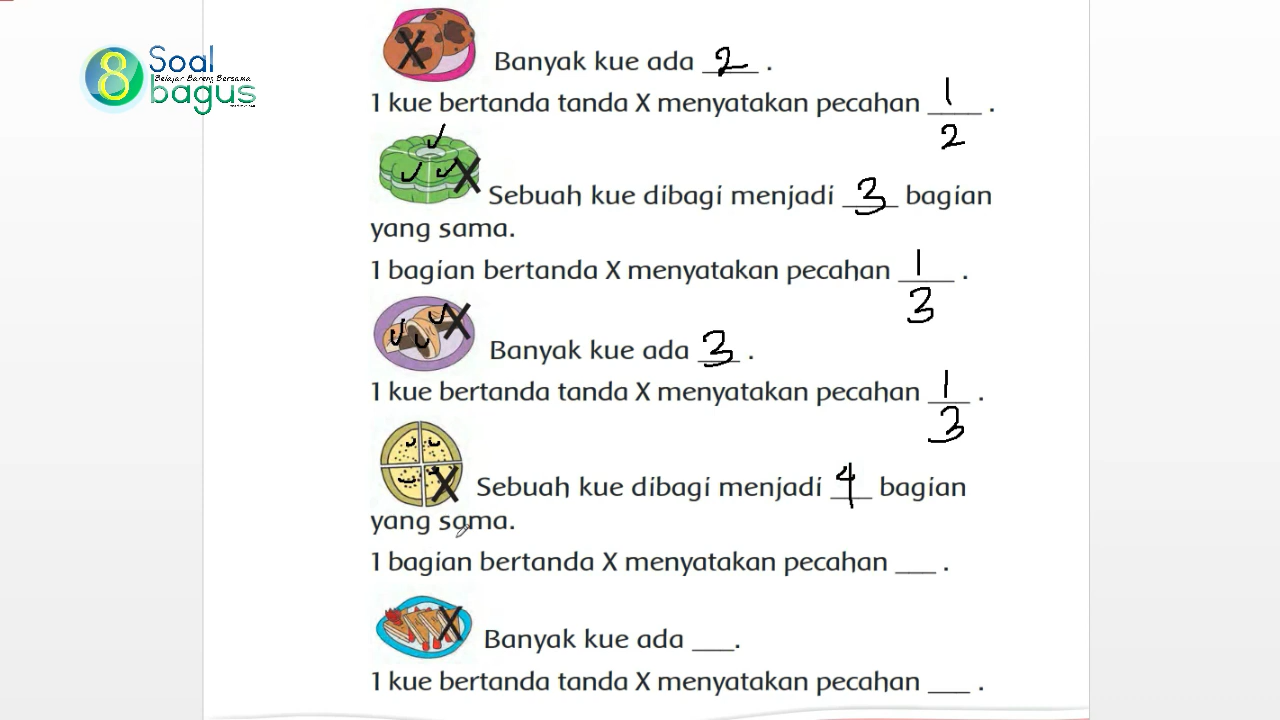 8
Soal
Belajar Bareng Bersama
bagus
Banyak kue ada 2 .
1 kue bertanda tanda X menyatakan pecahan 1/2 .
Sebuah kue dibagi menjadi 3 bagian
yang sama.
1 bagian bertanda X menyatakan pecahan 1/3 .
Banyak kue ada 3 .
1 kue bertanda tanda X menyatakan pecahan 1/3 .
Sebuah kue dibagi menjadi 4 bagian
yang sama.
1 bagian bertanda X menyatakan pecahan ___ .
Banyak kue ada ___.
1 kue bertanda tanda X menyatakan pecahan ___ .